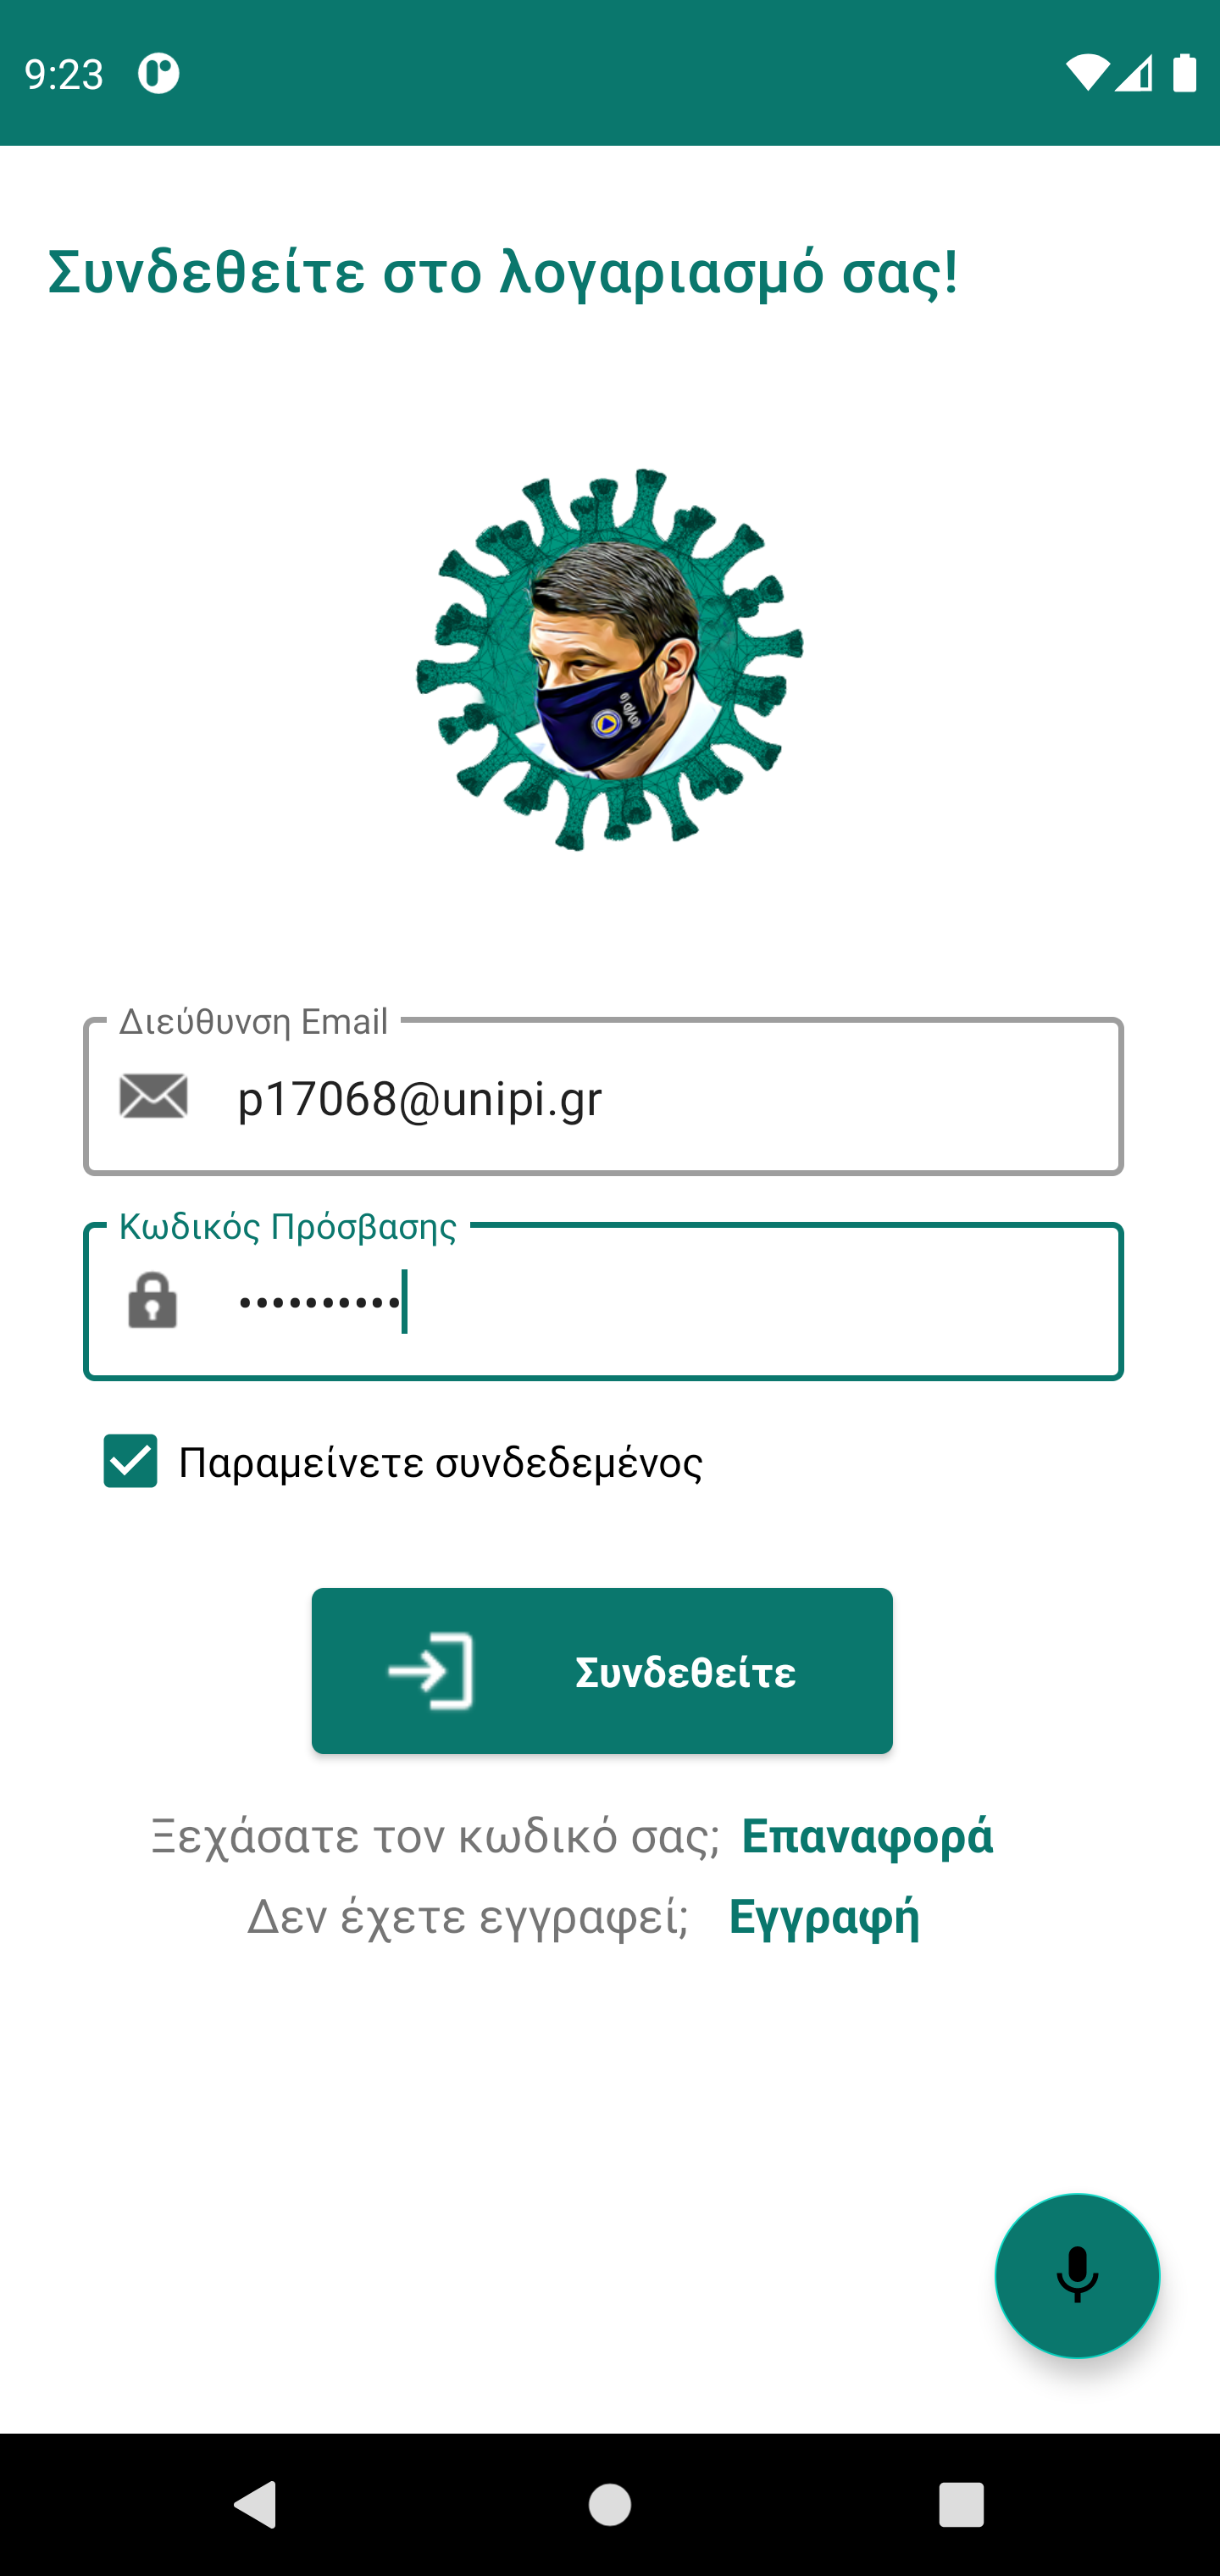 9:23
Συνδεθείτε στο λογαριασμό σας!
Διεύθυνση Email
p17068@unipi.gr
Κωδικός Πρόσβασης
••••••••••
Παραμείνετε συνδεδεμένος
Συνδεθείτε
Ξεχάσατε τον κωδικό σας; Επαναφορά
Δεν έχετε εγγραφεί; Εγγραφή